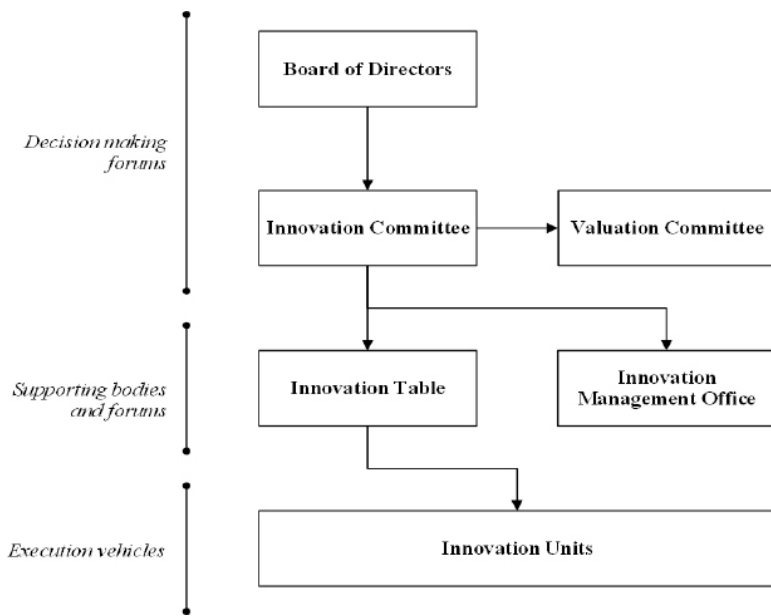 Board of Directors
Decision making
forums
Innovation Committee
Valuation Committee
Supporting bodies
and forums
Innovation Table
Innovation
Management Office
Execution vehicles
Innovation Units